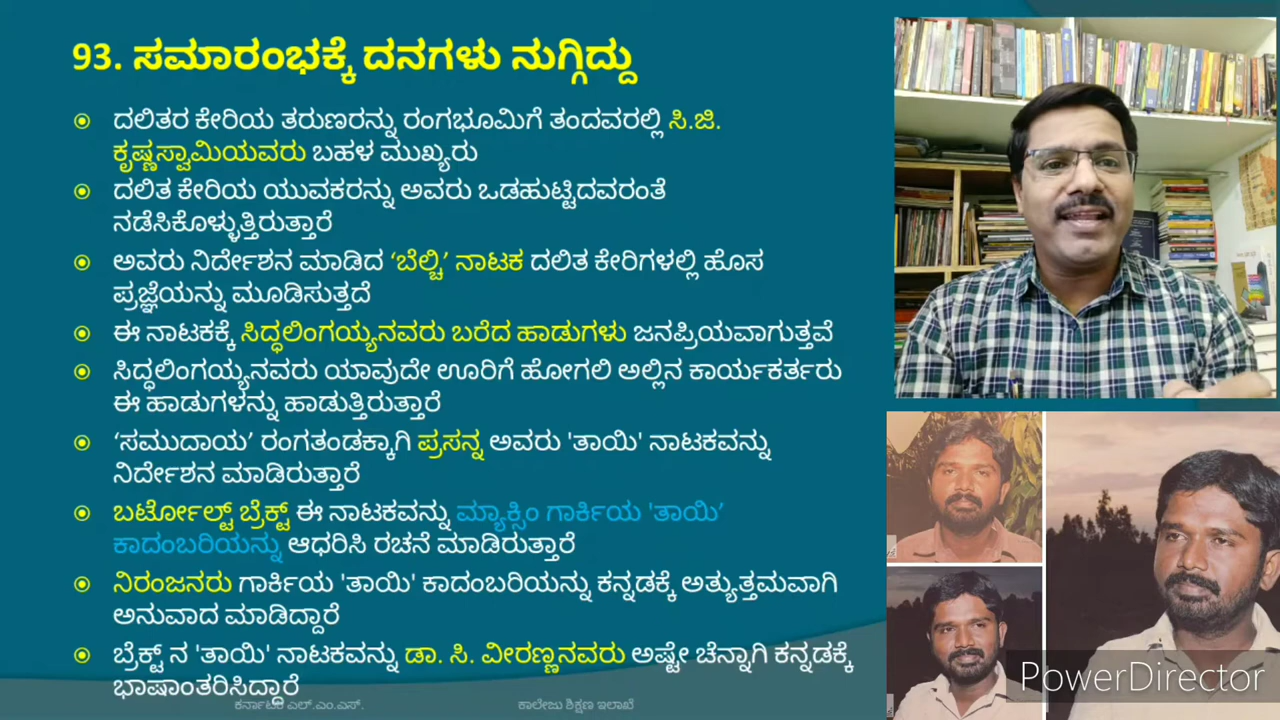 93. ಸಮಾರಂಭಕ್ಕೆ ದನಗಳು ನುಗ್ಗಿದ್ದು
ದಲಿತರ ಕೇರಿಯ ತರುಣರನ್ನು ರಂಗಭೂಮಿಗೆ ತಂದವರಲ್ಲಿ ಸಿ.ಜಿ.
ಕೃಷ್ಣಸ್ವಾಮಿಯವರು ಬಹಳ ಮುಖ್ಯರು
ದಲಿತ ಕೇರಿಯ ಯುವಕರನ್ನು ಅವರು ಒಡಹುಟ್ಟಿದವರಂತೆ
ನಡೆಸಿಕೊಳ್ಳುತ್ತಿರುತ್ತಾರೆ
ಅವರು ನಿರ್ದೇಶನ ಮಾಡಿದ 'ಬೆಲ್ಚಿ' ನಾಟಕ ದಲಿತ ಕೇರಿಗಳಲ್ಲಿ ಹೊಸ
ಪ್ರಜ್ಞೆಯನ್ನು ಮೂಡಿಸುತ್ತದೆ
ಈ ನಾಟಕಕ್ಕೆ ಸಿದ್ಧಲಿಂಗಯ್ಯನವರು ಬರೆದ ಹಾಡುಗಳು ಜನಪ್ರಿಯವಾಗುತ್ತವೆ
ಸಿದ್ಧಲಿಂಗಯ್ಯನವರು ಯಾವುದೇ ಊರಿಗೆ ಹೋಗಲಿ ಅಲ್ಲಿನ ಕಾರ್ಯಕರ್ತರು
ಈ ಹಾಡುಗಳನ್ನು ಹಾಡುತ್ತಿರುತ್ತಾರೆ
'ಸಮುದಾಯ' ರಂಗತಂಡಕ್ಕಾಗಿ ಪ್ರಸನ್ನ ಅವರು 'ತಾಯಿ' ನಾಟಕವನ್ನು
ನಿರ್ದೇಶನ ಮಾಡಿರುತ್ತಾರೆ
ಬರ್ಟೋಲ್ಟ್ ಬ್ರೆಕ್ಟ್ ಈ ನಾಟಕವನ್ನು ಮ್ಯಾಕ್ಸಿಂ ಗಾರ್ಕಿಯ 'ತಾಯಿ'
ಕಾದಂಬರಿಯನ್ನು ಆಧರಿಸಿ ರಚನೆ ಮಾಡಿರುತ್ತಾರೆ
ನಿರಂಜನರು ಗಾರ್ಕಿಯ 'ತಾಯಿ' ಕಾದಂಬರಿಯನ್ನು ಕನ್ನಡಕ್ಕೆ ಅತ್ಯುತ್ತಮವಾಗಿ
ಅನುವಾದ ಮಾಡಿದ್ದಾರೆ
ಬ್ರೆಕ್ಟ್ ನ 'ತಾಯಿ' ನಾಟಕವನ್ನು ಡಾ. ಸಿ. ವೀರಣ್ಣನವರು ಅಷ್ಟೇ ಚೆನ್ನಾಗಿ ಕನ್ನಡಕ್ಕೆ
ಭಾಷಾಂತರಿಸಿದ್ದಾರೆ
ಕರ್ನಾಟಕ ಎಲ್.ಎಂ.ಎಸ್. ಕಾಲೇಜು ಶಿಕ್ಷಣ ಇಲಾಖೆ
PowerDirector